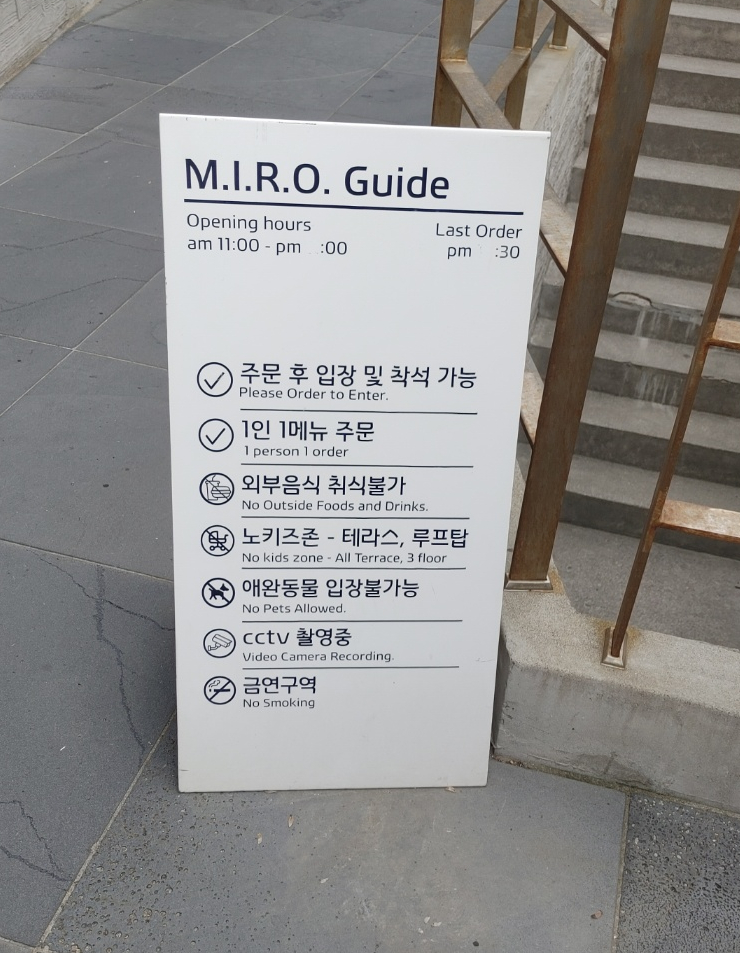 M.I.R.O. Guide
Opening hours
am 11:00 - pm :00
Last Order
pm :30
주문 후 입장 및 착석 가능
Please Order to Enter.
1인 1메뉴 주문
1 person 1 order
외부음식 취식불가
No Outside Foods and Drinks.
노키즈존 - 테라스, 루프탑
No kids zone - All Terrace, 3 floor
애완동물 입장불가능
No Pets Allowed.
cctv 촬영중
Video Camera Recording.
금연구역
No Smoking